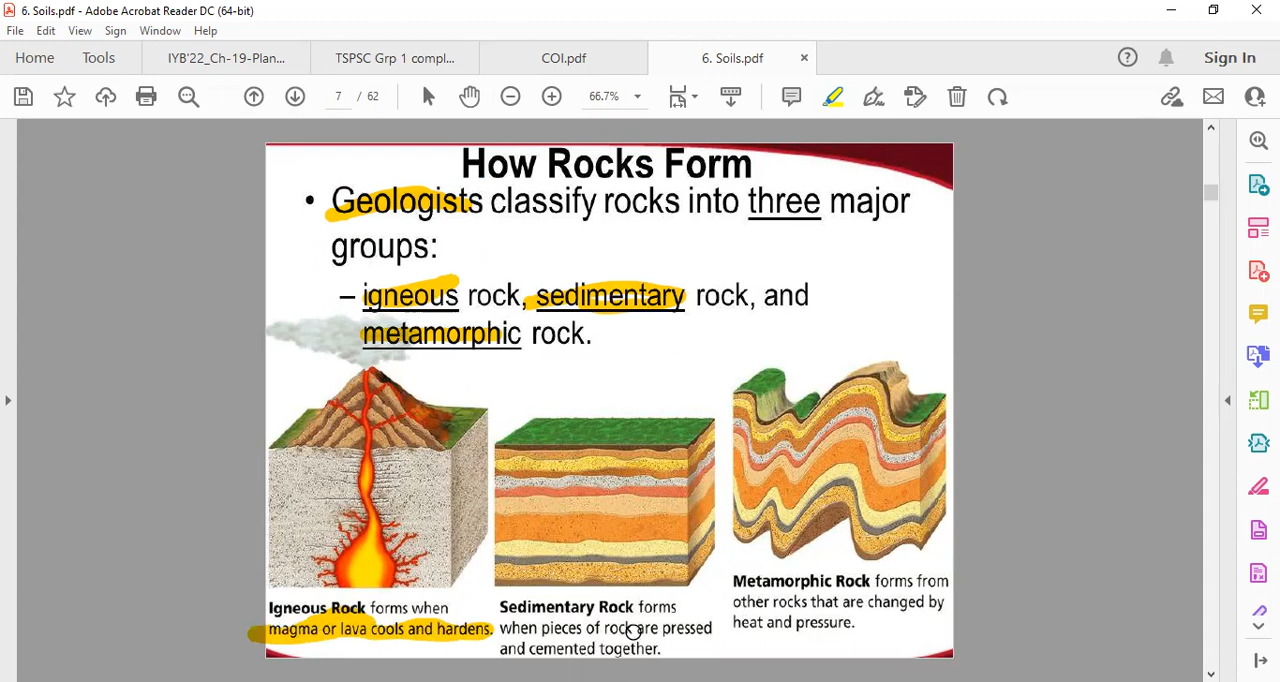 6. Soils.pdf - Adobe Acrobat Reader DC (64-bit)
File Edit View Sign Window Help
Home Tools IYB'22_Ch-19-Plan... TSPSC Grp 1 compl... COI.pdf 6. Soils.pdf × Sign In
7 / 62 66.7%
How Rocks Form
• Geologists classify rocks into three major
groups:
– igneous rock, sedimentary rock, and
metamorphic rock.
Igneous Rock forms when
magma or lava cools and hardens.
Sedimentary Rock forms
when pieces of rock are pressed
and cemented together.
Metamorphic Rock forms from
other rocks that are changed by
heat and pressure.